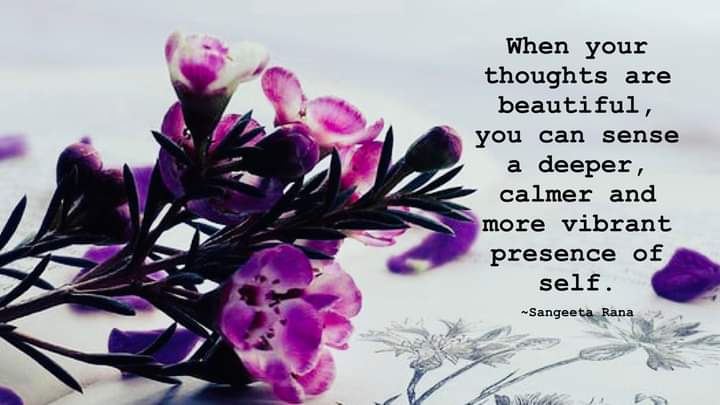 When your
thoughts are
beautiful,
you can sense
a deeper,
calmer and
more vibrant
presence of
self.
~Sangeeta Rana